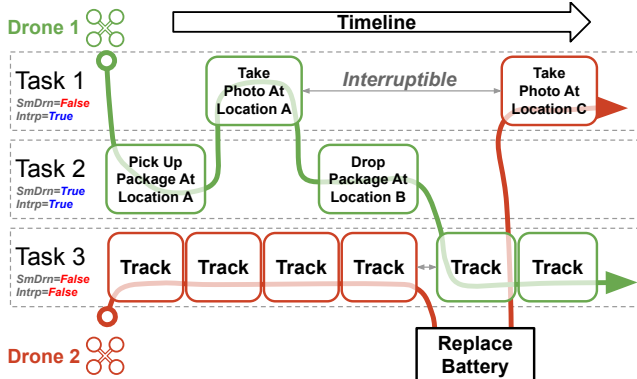 Drone 1
Timeline
Task 1
SmDrn=False
Intrp=True
Take
Photo At
Location A
Interruptible
Take
Photo At
Location C
Task 2
SmDrn=True
Intrp=True
Pick Up
Package At
Location A
Drop
Package At
Location B
Task 3
SmDrn=False
Intrp=False
Track
Track
Track
Track
Track
Track
Drone 2
Replace
Battery